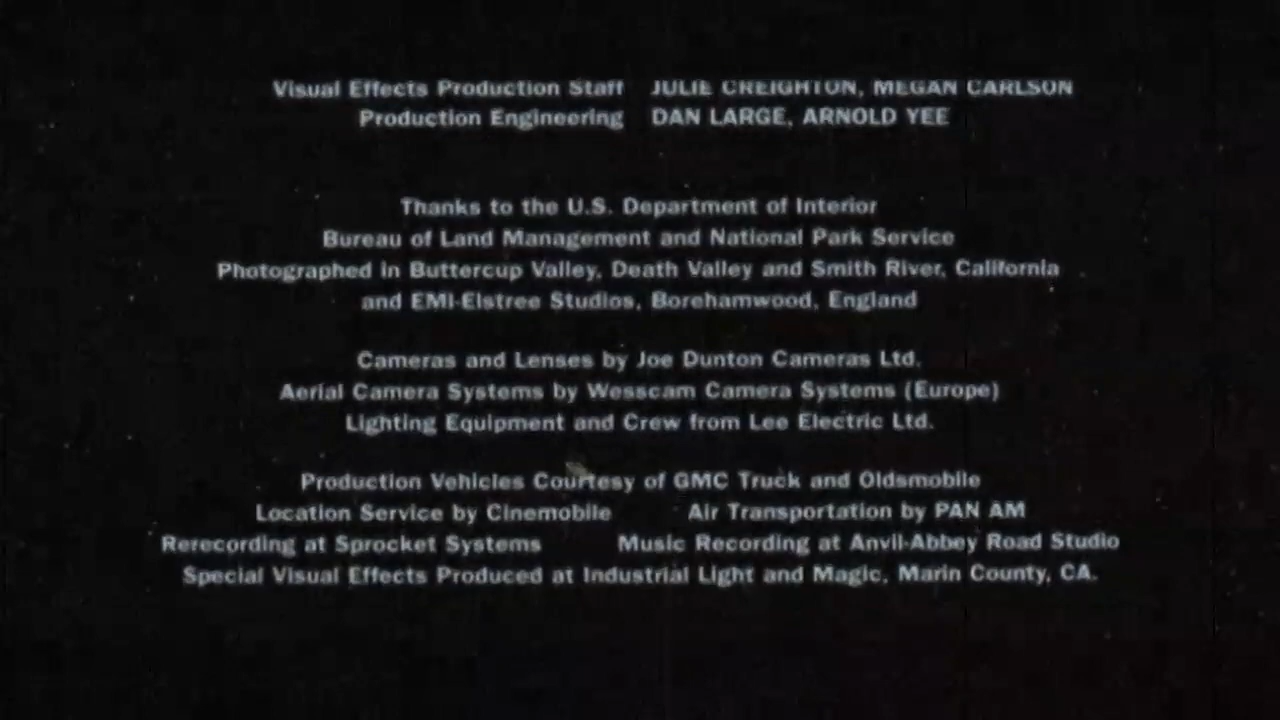 Visual Effects Production Staff JULIE CREIGHTON, MEGAN CARLSON
Production Engineering DAN LARGE, ARNOLD YEE
Thanks to the U.S. Department of Interior
Bureau of Land Management and National Park Service
Photographed in Buttercup Valley, Death Valley and Smith River, California
and EMI-Elstree Studios, Borehamwood, England
Cameras and Lenses by Joe Dunton Cameras Ltd.
Aerial Camera Systems by Wesscam Camera Systems (Europe)
Lighting Equipment and Crew from Lee Electric Ltd.
Production Vehicles Courtesy of GMC Truck and Oldsmobile
Location Service by Cinemobile Air Transportation by PAN AM
Rerecording at Sprocket Systems Music Recording at Anvil-Abbey Road Studio
Special Visual Effects Produced at Industrial Light and Magic, Marin County, CA.